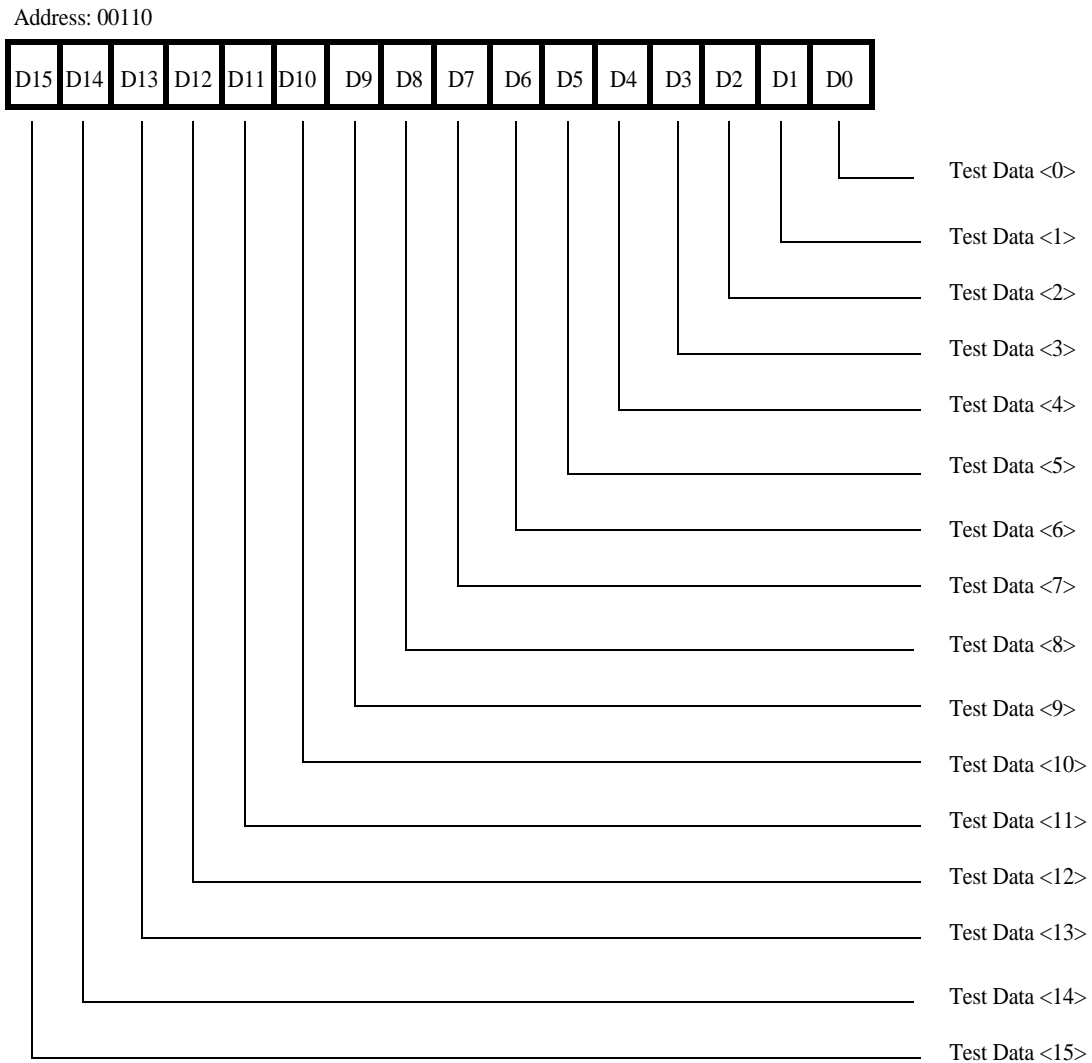 Address: 00110
D15 D14 D13 D12 D11 D10 D9 D8 D7 D6 D5 D4 D3 D2 D1 D0
Test Data <0>
Test Data <1>
Test Data <2>
Test Data <3>
Test Data <4>
Test Data <5>
Test Data <6>
Test Data <7>
Test Data <8>
Test Data <9>
Test Data <10>
Test Data <11>
Test Data <12>
Test Data <13>
Test Data <14>
Test Data <15>